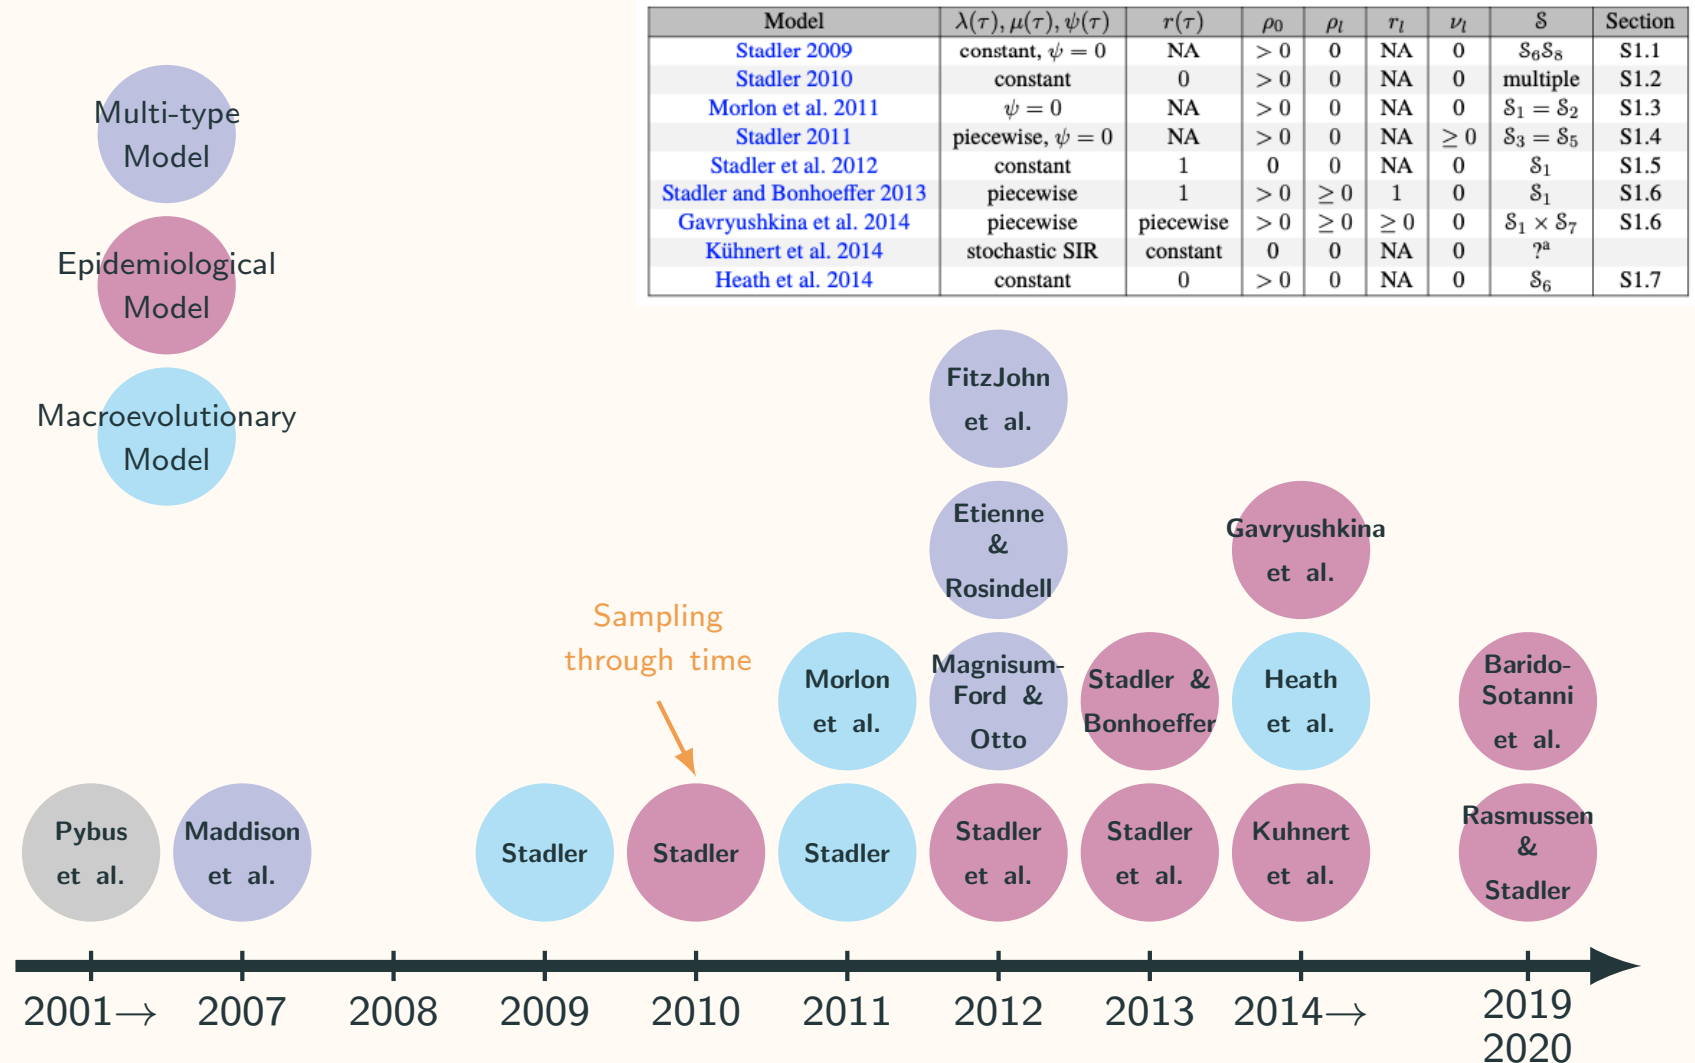 Model λ(τ), μ(τ), ψ(τ) r(τ) ρ₀ ρₗ rₗ νₗ 𝒮 Section
Stadler 2009 constant, ψ = 0 NA > 0 0 NA 0 𝒮₆𝒮₈ S1.1
Stadler 2010 constant 0 > 0 0 NA 0 multiple S1.2
Morlon et al. 2011 ψ = 0 NA > 0 0 NA 0 𝒮₁ = 𝒮₂ S1.3
Stadler 2011 piecewise, ψ = 0 NA > 0 0 NA ≥ 0 𝒮₃ = 𝒮₅ S1.4
Stadler et al. 2012 constant 1 0 0 NA 0 𝒮₁ S1.5
Stadler and Bonhoeffer 2013 piecewise 1 > 0 ≥ 0 1 0 𝒮₁ S1.6
Gavryushkina et al. 2014 piecewise piecewise > 0 ≥ 0 ≥ 0 0 𝒮₁ × 𝒮₇ S1.6
Kühnert et al. 2014 stochastic SIR constant 0 0 NA 0 ?ᵃ
Heath et al. 2014 constant 0 > 0 0 NA 0 𝒮₆ S1.7
Multi-type
Model
Epidemiological
Model
Macroevolutionary
Model
FitzJohn
et al.
Etienne
&
Rosindell
Gavryushkina
et al.
Sampling
through time
Morlon
et al.
Magnisum-
Ford &
Otto
Stadler &
Bonhoeffer
Heath
et al.
Barido-
Sotanni
et al.
Pybus
et al.
Maddison
et al.
Stadler
Stadler
Stadler
Stadler
et al.
Stadler
et al.
Kuhnert
et al.
Rasmussen
&
Stadler
2001→ 2007 2008 2009 2010 2011 2012 2013 2014→ 2019
2020